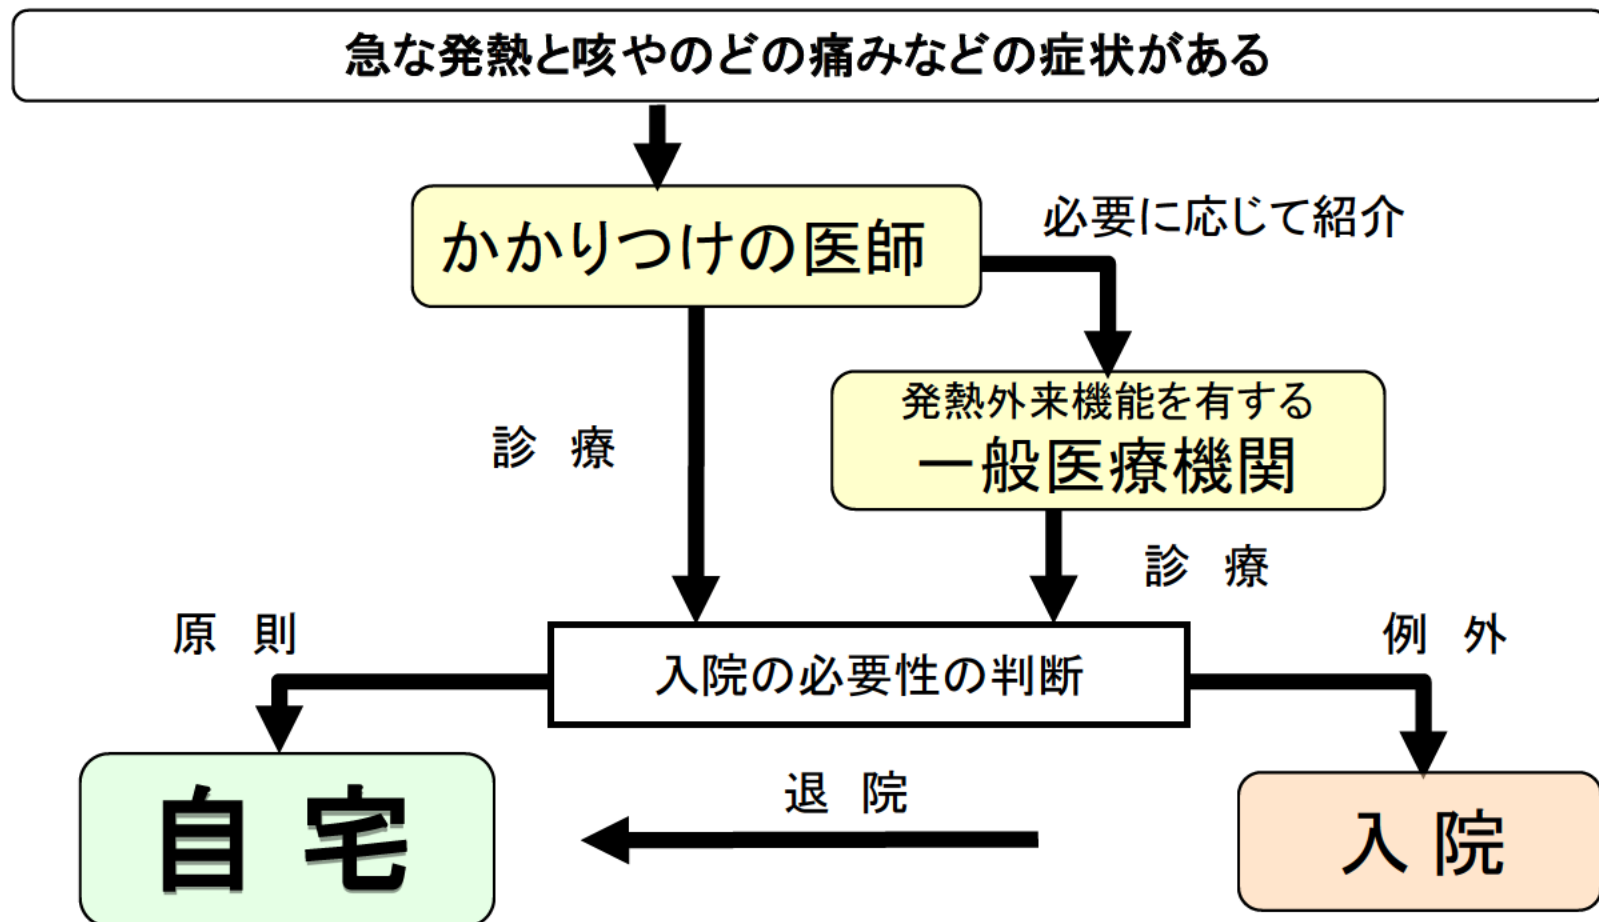 急な発熱と咳やのどの痛みなどの症状がある
かかりつけの医師
必要に応じて紹介
発熱外来機能を有する
一般医療機関
診 療
診 療
原 則
入院の必要性の判断
例 外
自 宅
退 院
入 院